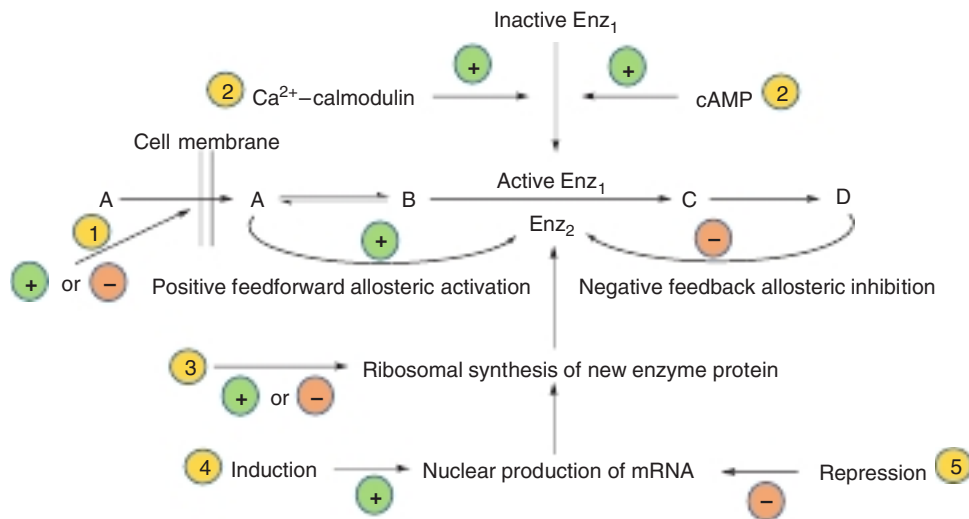 Inactive Enz₁
+ +
2 Ca²⁺–calmodulin cAMP 2
Cell membrane
A A B Active Enz₁ C D
Enz₂
1 + −
+ or − Positive feedforward allosteric activation Negative feedback allosteric inhibition
3 Ribosomal synthesis of new enzyme protein
+ or −
4 Induction Nuclear production of mRNA Repression 5
+ −